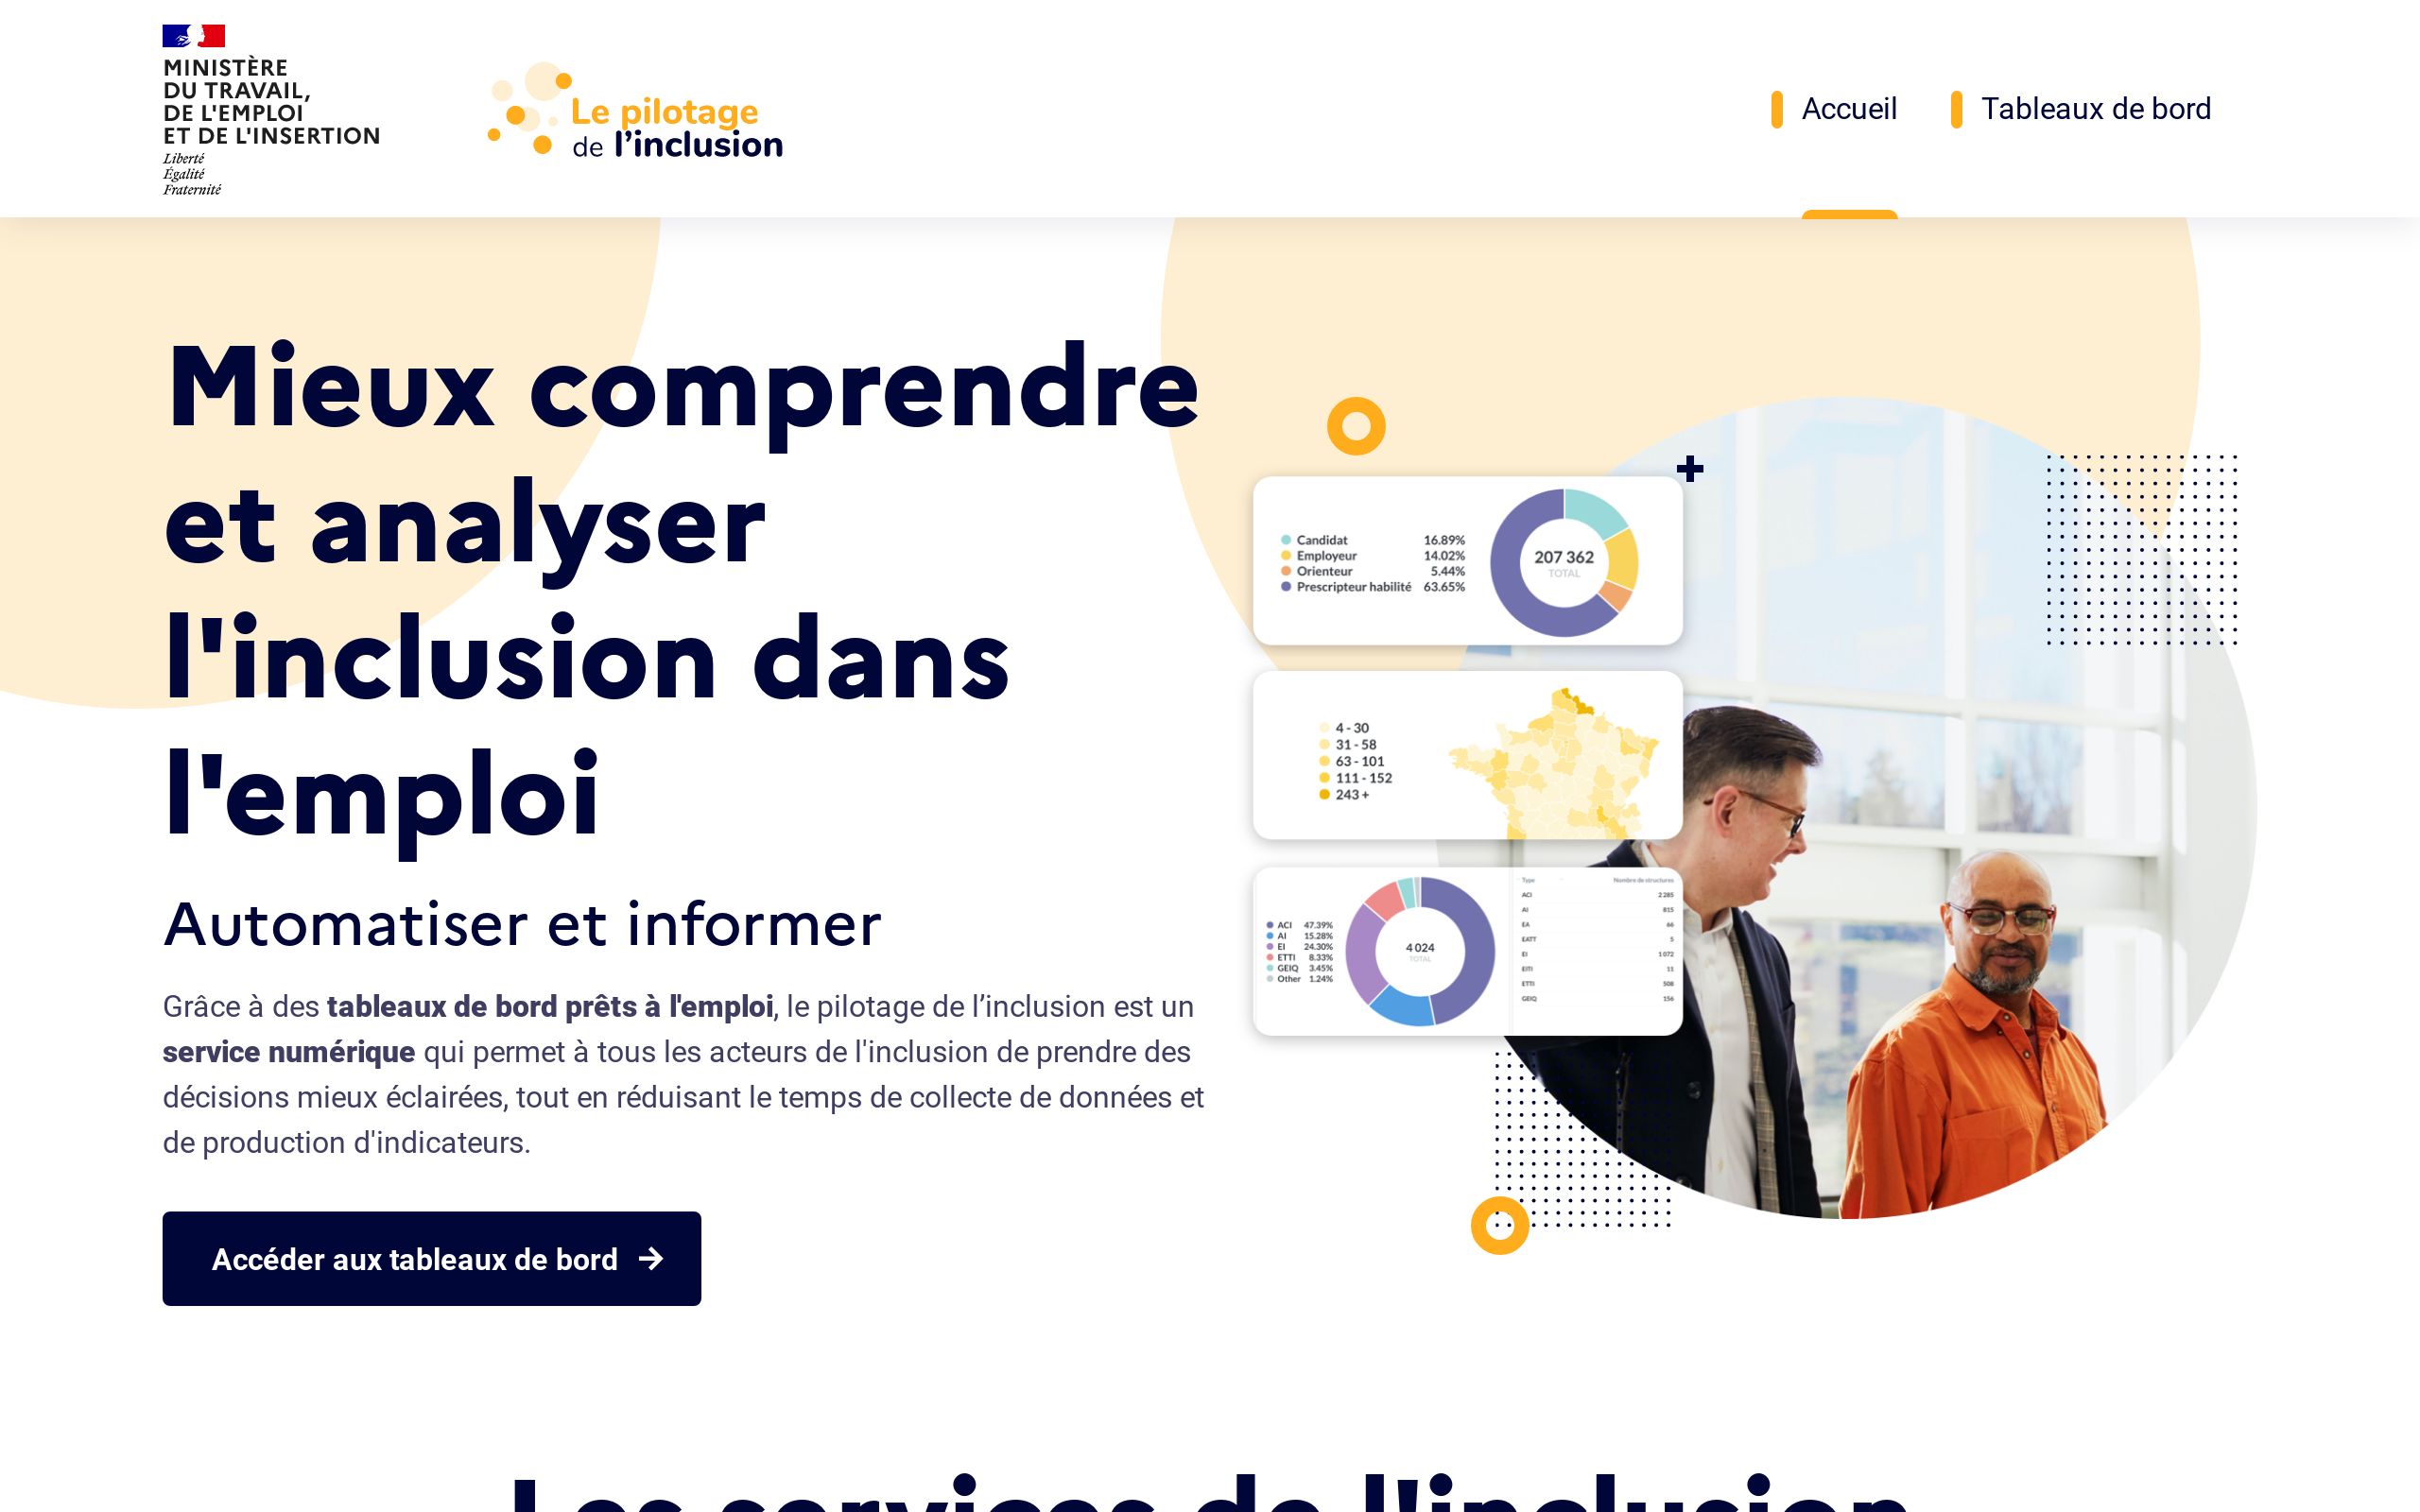 MINISTÈRE
DU TRAVAIL,
DE L'EMPLOI
ET DE L'INSERTION
Liberté
Égalité
Fraternité
Le pilotage
de l’inclusion
Accueil
Tableaux de bord
Mieux comprendre
et analyser
l'inclusion dans
l'emploi
Automatiser et informer
Grâce à des tableaux de bord prêts à l'emploi, le pilotage de l’inclusion est un
service numérique qui permet à tous les acteurs de l'inclusion de prendre des
décisions mieux éclairées, tout en réduisant le temps de collecte de données et
de production d'indicateurs.
Accéder aux tableaux de bord
Candidat 16.89%
Employeur 14.02%
Orienteur 5.44%
Prescripteur habilité 63.65%
207 362
TOTAL
4 - 30
31 - 58
63 - 101
111 - 152
243 +
ACI 47.39%
AI 15.28%
EI 24.30%
ETTI 8.33%
GEIQ 3.45%
Other 1.24%
4 024
TOTAL
Type Nombre de structures
ACI 2 285
AI 815
EA 66
EATT 5
EI 1 072
EITI 11
ETTI 508
GEIQ 156
Les services de l'inclusion